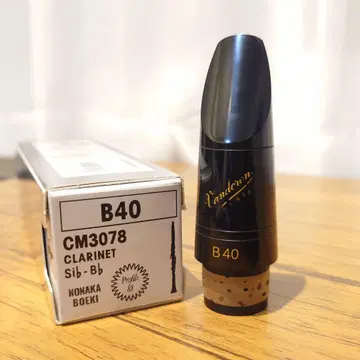 B40
CM3078
CLARINET
Sib - Bb
NONAKA
BOEKI
Profile
88
Vandoren
B40